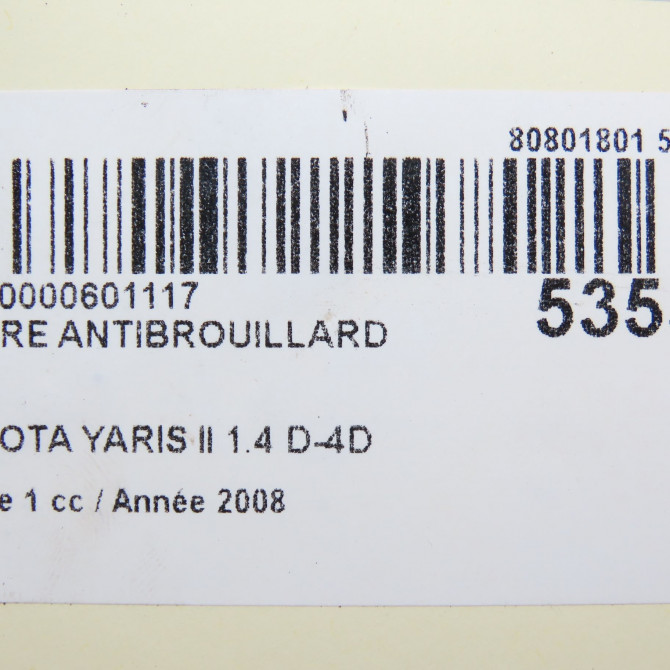 80801801 5
0000601117
535
RE ANTIBROUILLARD
OTA YARIS II 1.4 D-4D
e 1 cc / Année 2008